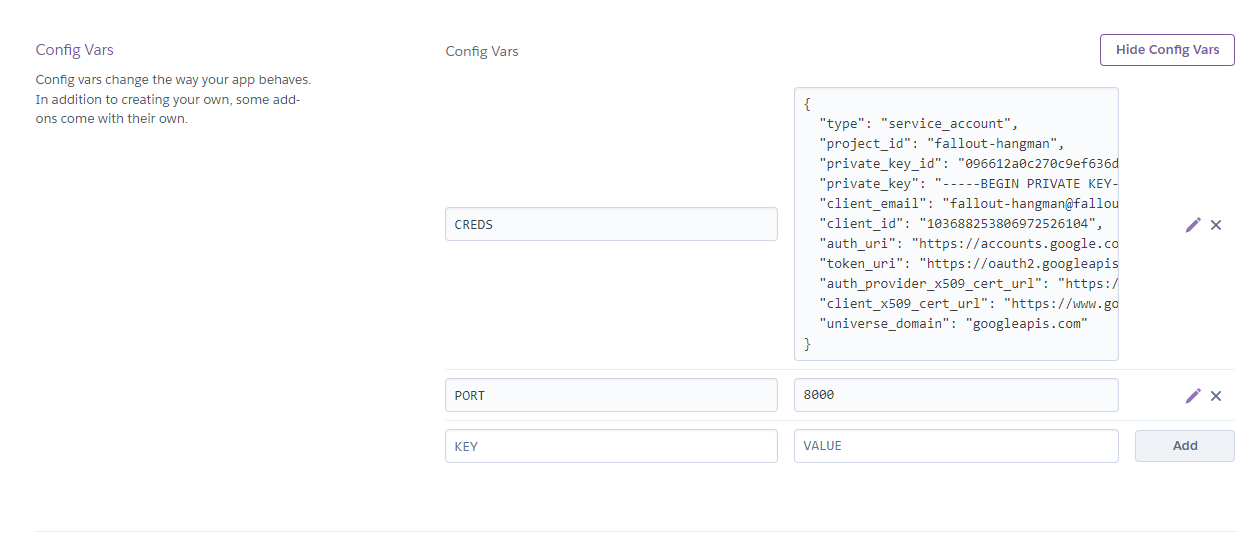 Config Vars
Config vars change the way your app behaves.
In addition to creating your own, some add-
ons come with their own.
Config Vars
Hide Config Vars
CREDS
{
"type": "service_account",
"project_id": "fallout-hangman",
"private_key_id": "096612a0c270c9ef636d
"private_key": "-----BEGIN PRIVATE KEY-
"client_email": "fallout-hangman@fallou
"client_id": "103688253806972526104",
"auth_uri": "https://accounts.google.co
"token_uri": "https://oauth2.googleapis
"auth_provider_x509_cert_url": "https:/
"client_x509_cert_url": "https://www.go
"universe_domain": "googleapis.com"
}
PORT
8000
KEY
VALUE
Add